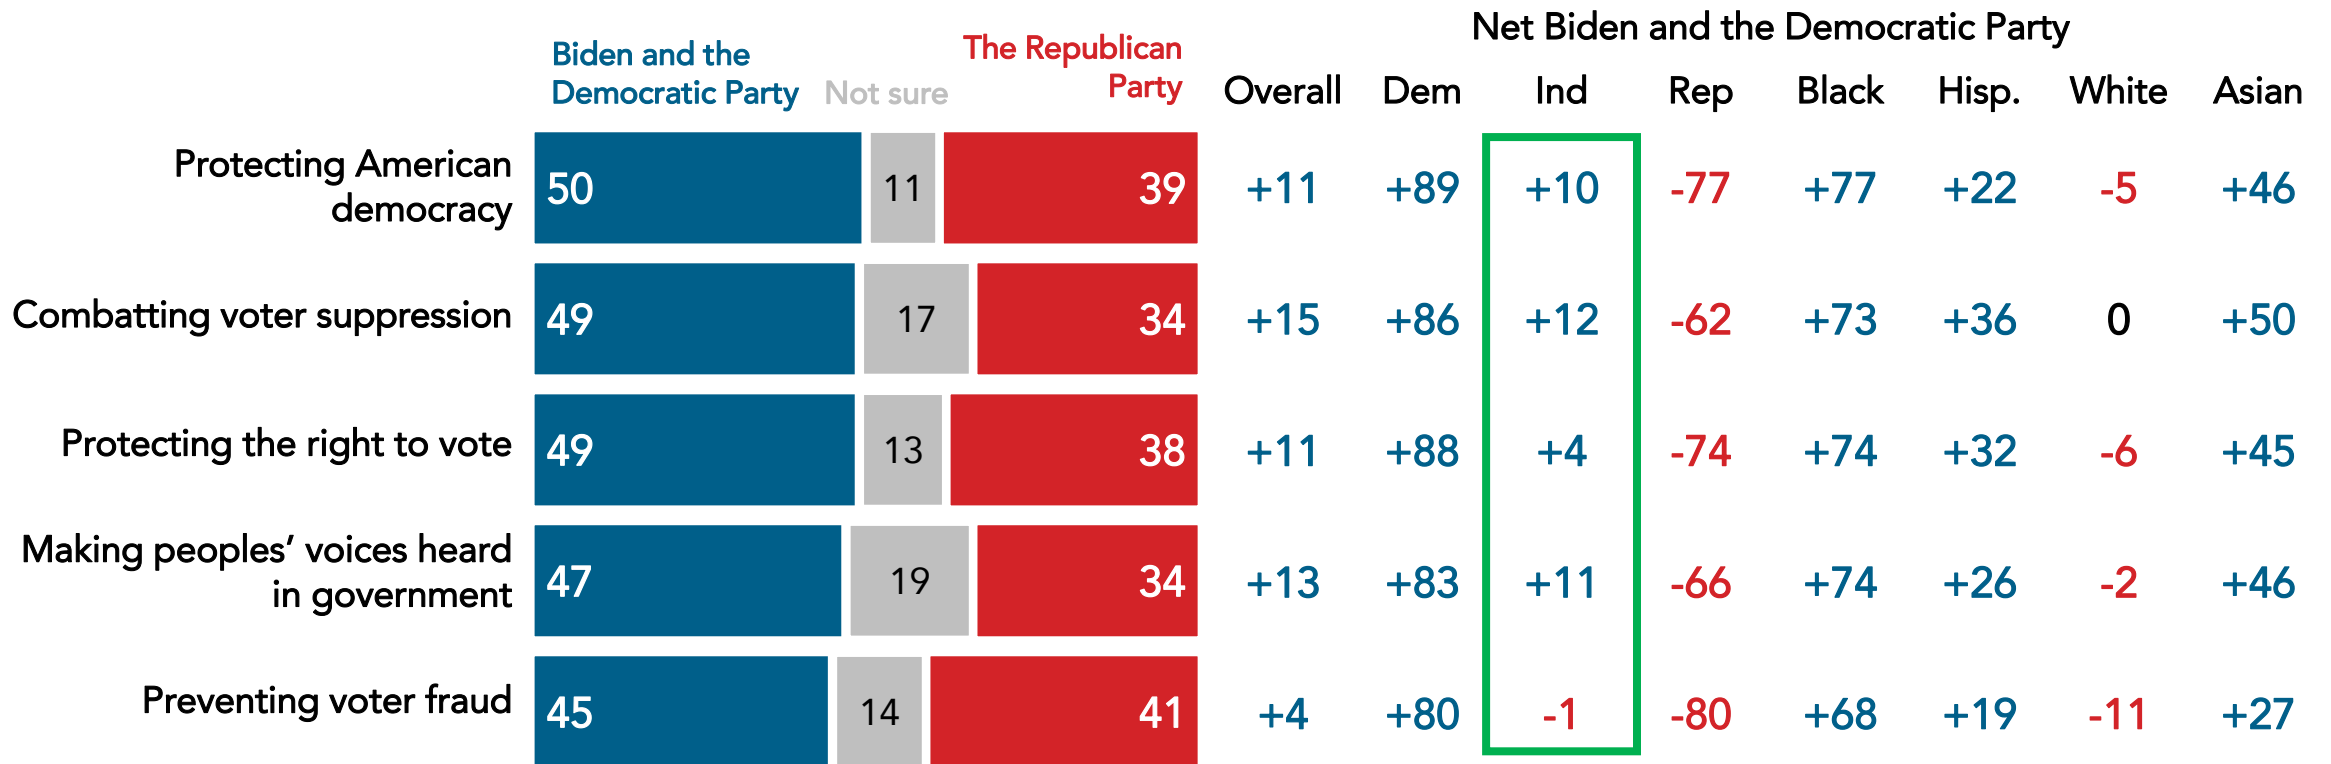 Net Biden and the Democratic Party
Biden and the
Democratic Party
Not sure
The Republican
Party
Overall Dem Ind Rep Black Hisp. White Asian
Protecting American
democracy
50 11 39 +11 +89 +10 -77 +77 +22 -5 +46
Combatting voter suppression
49 17 34 +15 +86 +12 -62 +73 +36 0 +50
Protecting the right to vote
49 13 38 +11 +88 +4 -74 +74 +32 -6 +45
Making peoples’ voices heard
in government
47 19 34 +13 +83 +11 -66 +74 +26 -2 +46
Preventing voter fraud
45 14 41 +4 +80 -1 -80 +68 +19 -11 +27